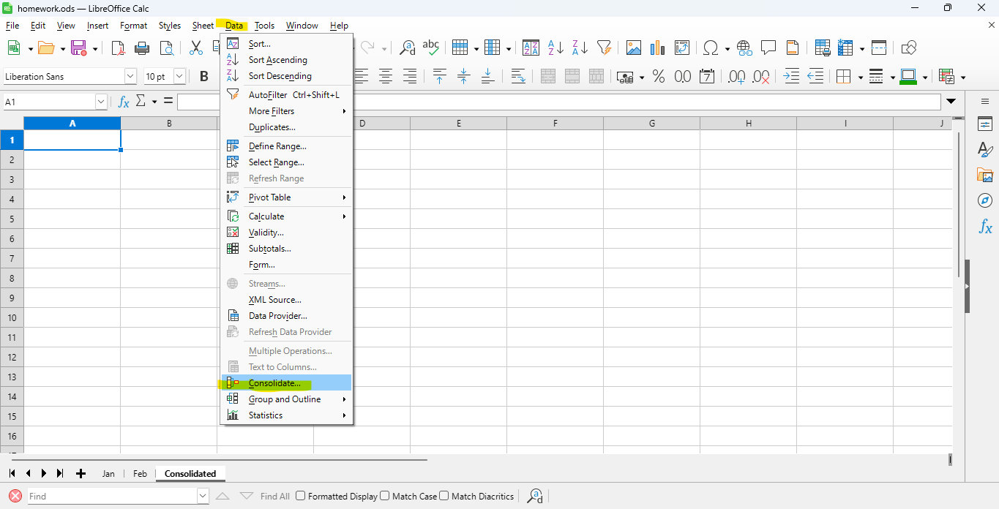 homework.ods — LibreOffice Calc
File Edit View Insert Format Styles Sheet Data Tools Window Help
Liberation Sans 10 pt B
A1 fx Σ =
A B D E F G H I J
1
2
3
4
5
6
7
8
9
10
11
12
13
14
15
16
Sort...
Sort Ascending
Sort Descending
AutoFilter Ctrl+Shift+L
More Filters
Duplicates...
Define Range...
Select Range...
Refresh Range
Pivot Table
Calculate
Validity...
Subtotals...
Form...
Streams...
XML Source...
Data Provider...
Refresh Data Provider
Multiple Operations...
Text to Columns...
Consolidate...
Group and Outline
Statistics
Jan Feb Consolidated
Find Find All Formatted Display Match Case Match Diacritics